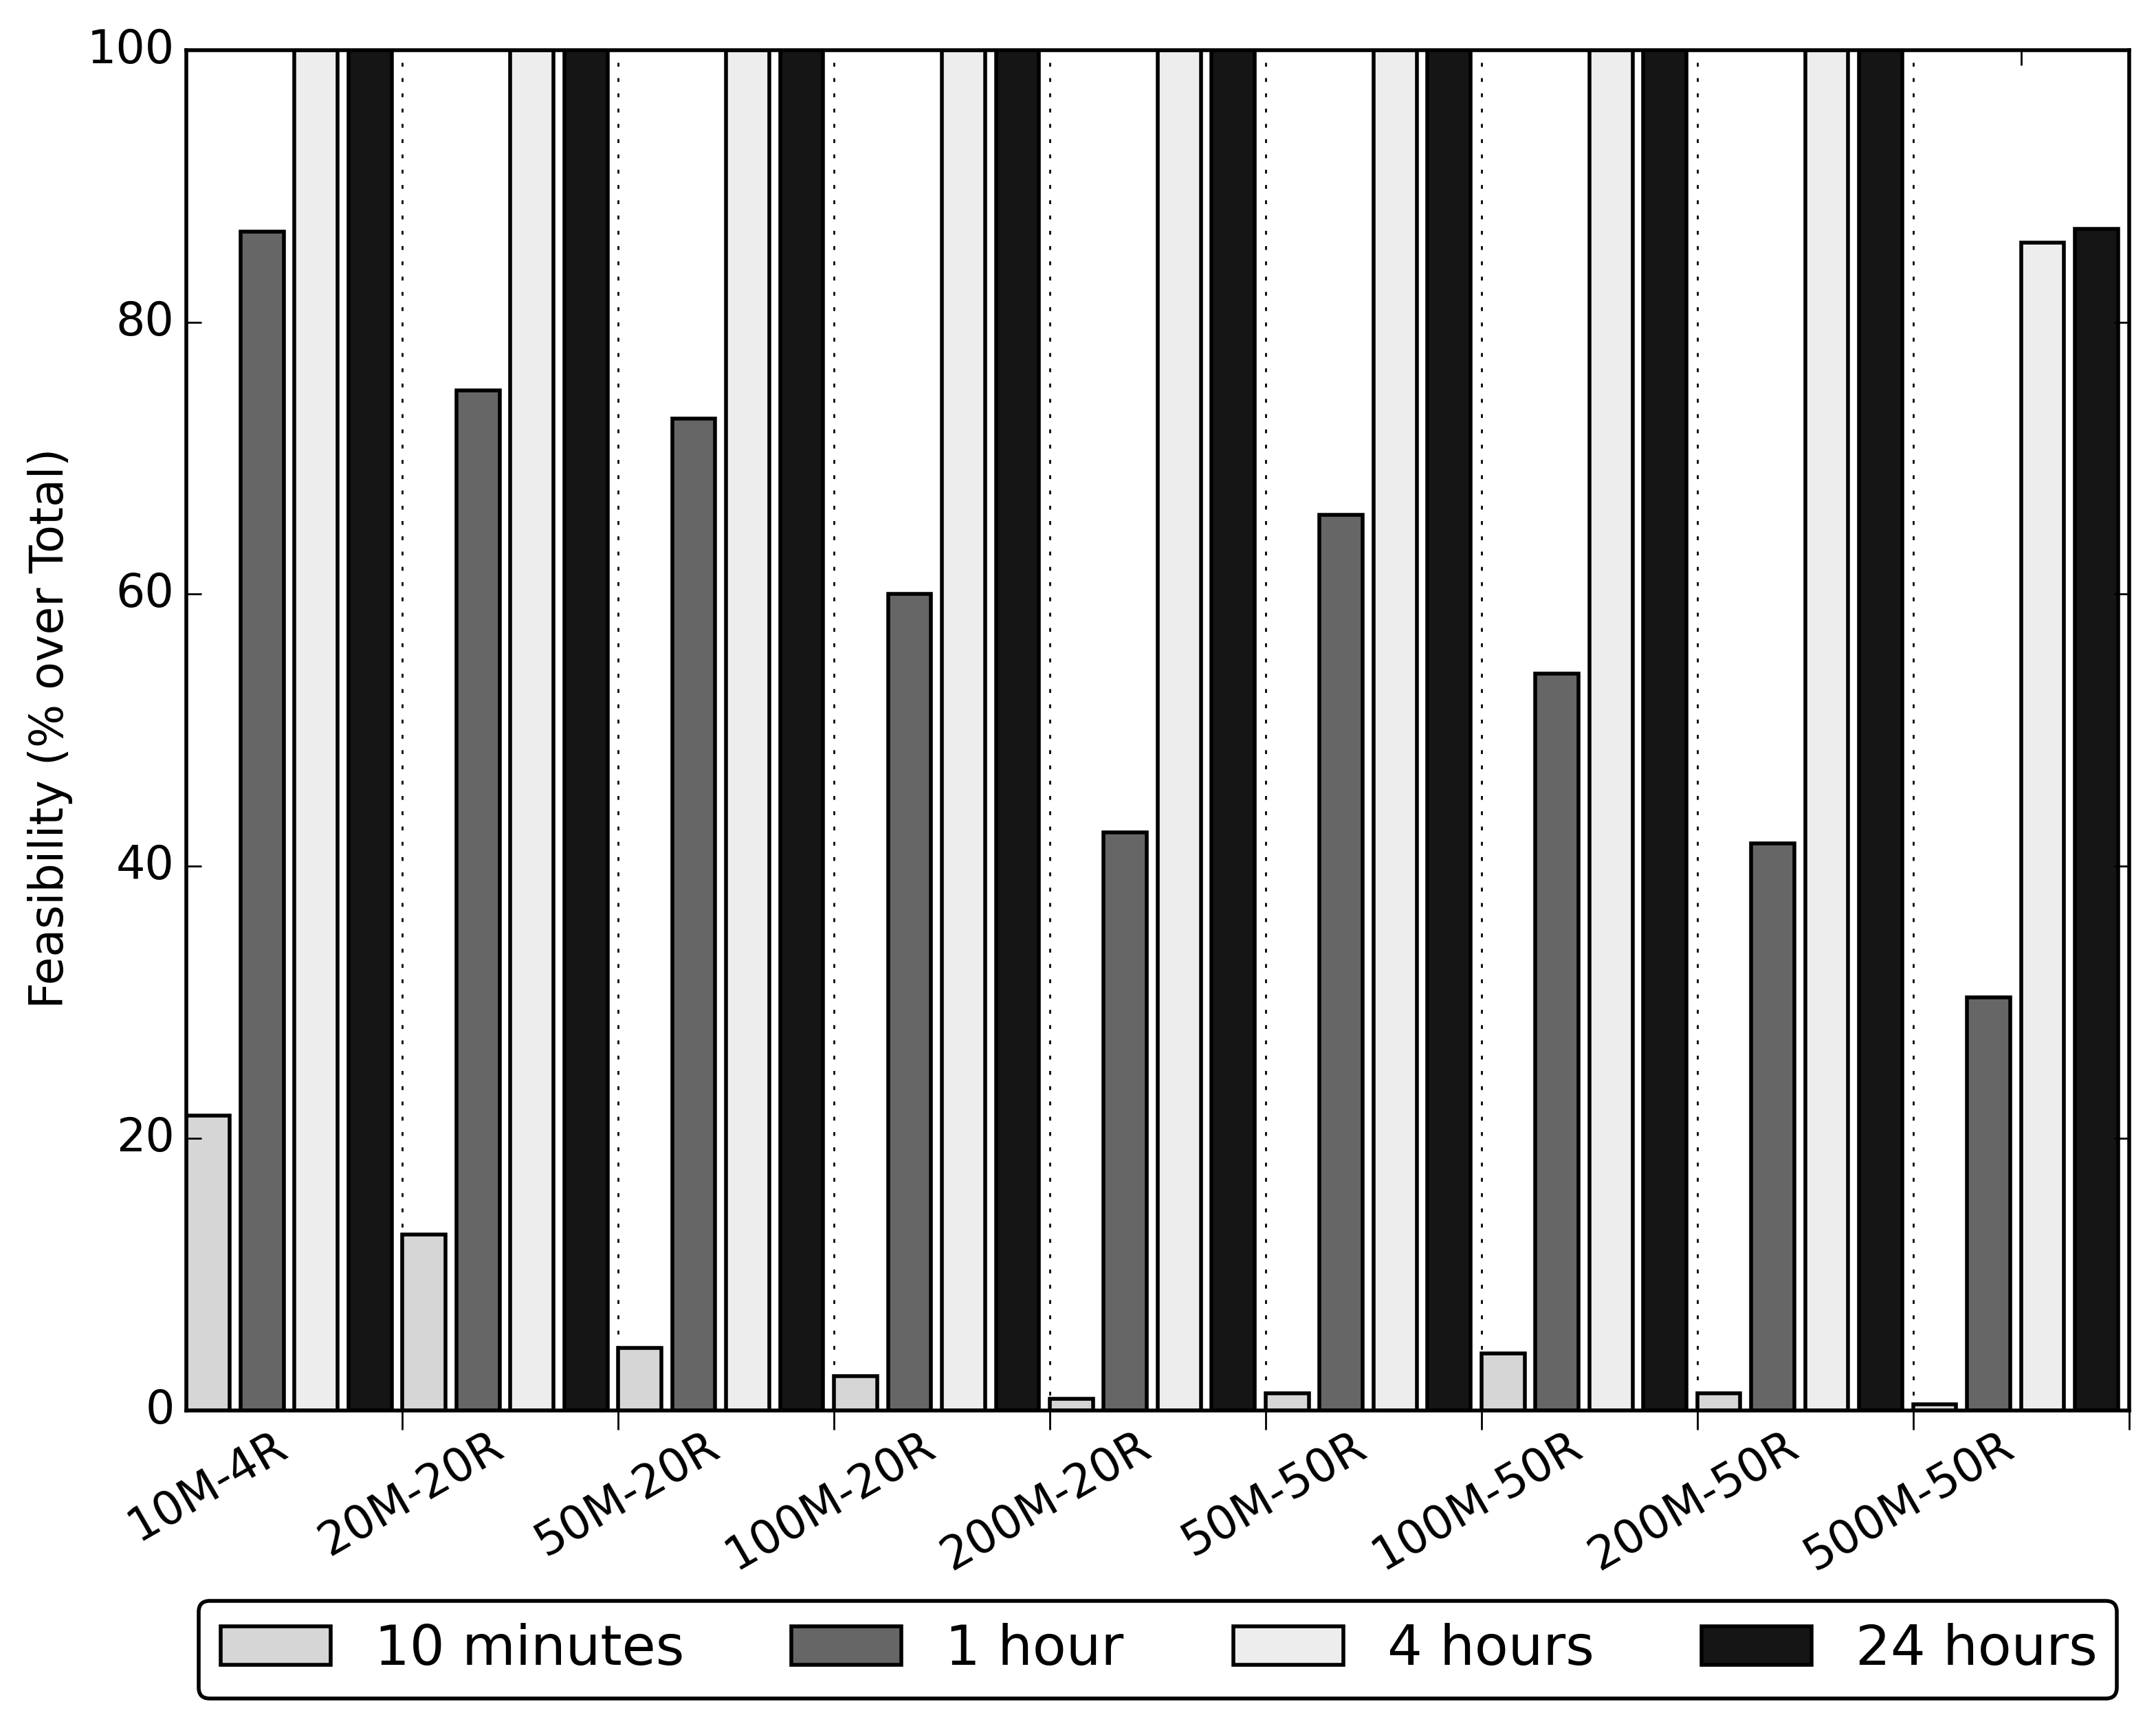 Feasibility (% over Total)
100
80
60
40
20
0
10M-4R
20M-20R
50M-20R
100M-20R
200M-20R
50M-50R
100M-50R
200M-50R
500M-50R
10 minutes 1 hour 4 hours 24 hours